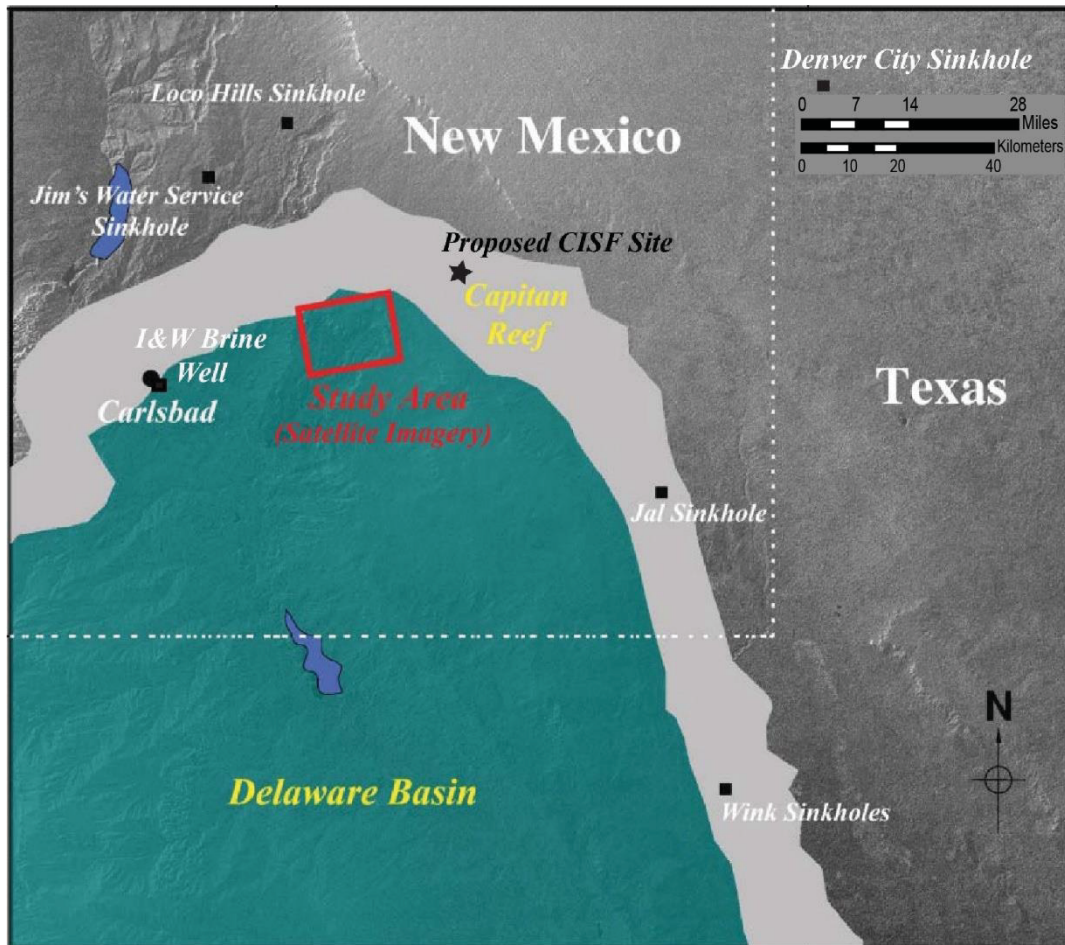 Denver City Sinkhole
0 7 14 28
Miles
Kilometers
0 10 20 40
Loco Hills Sinkhole
New Mexico
Jim's Water Service
Sinkhole
Proposed CISF Site
Capitan
Reef
I&W Brine
Well
Carlsbad
Study Area
(Satellite Imagery)
Texas
Jal Sinkhole
N
Delaware Basin
Wink Sinkholes